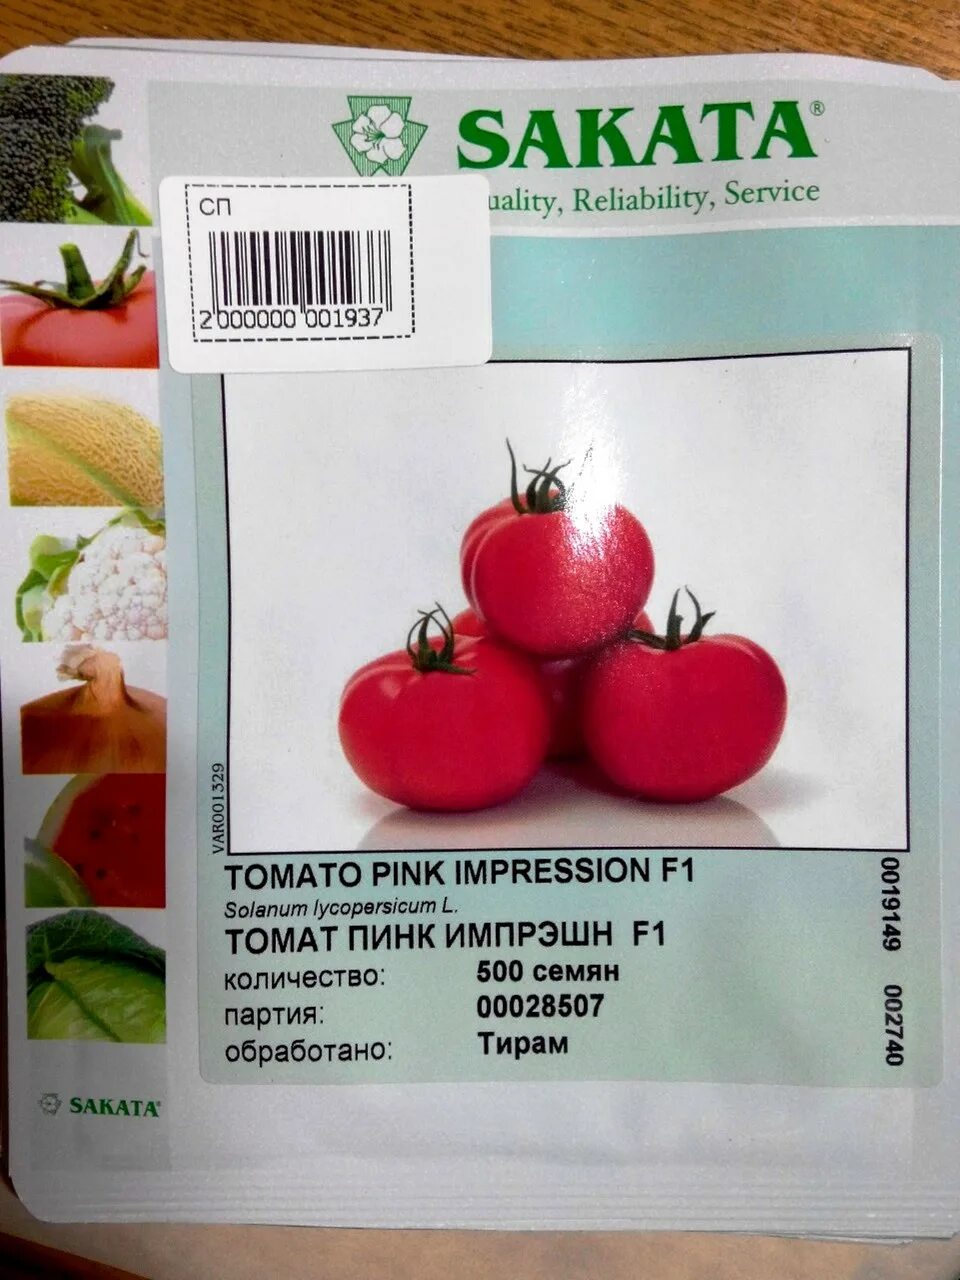 SAKATA®
uality, Reliability, Service
СП
2 000000 001937
VAR001329
TOMATO PINK IMPRESSION F1
Solanum lycopersicum L.
ТОМАТ ПИНК ИМПРЭШН F1
количество: 500 семян
партия: 00028507
обработано: Тирам
0019149 002740
SAKATA®